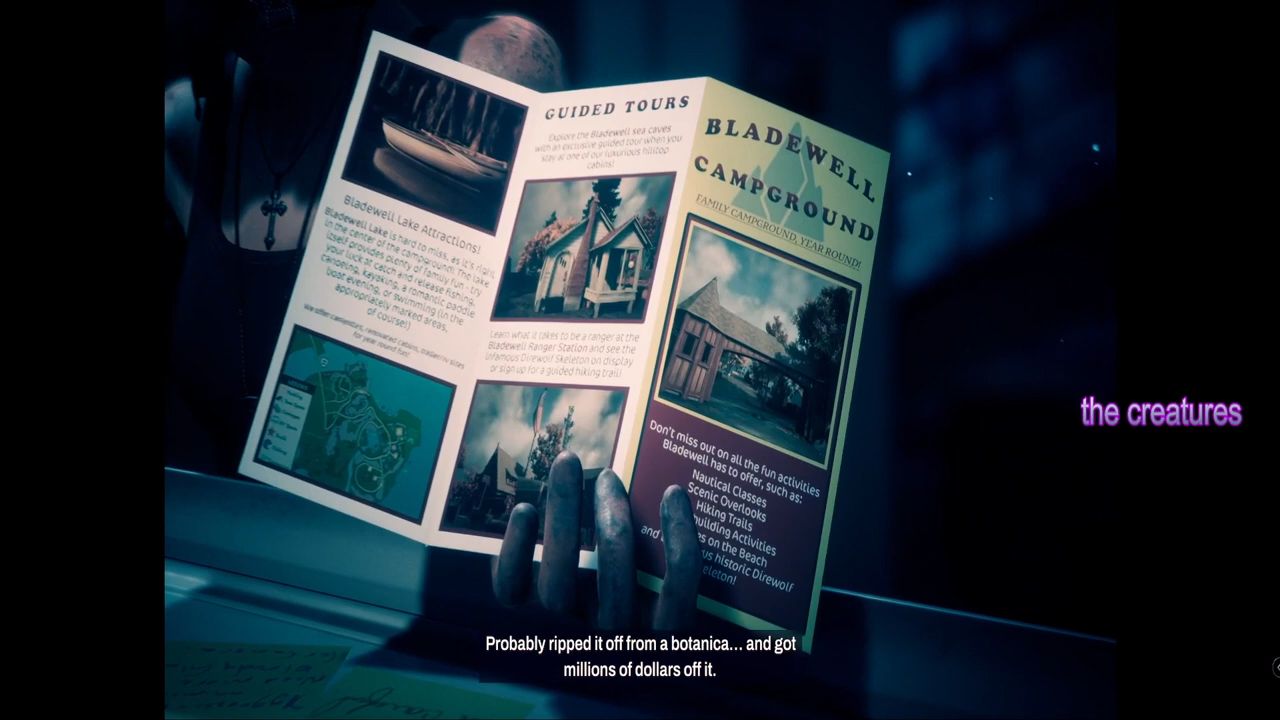 Bladewell Lake Attractions!
Bladewell Lake is hard to miss, as it's right
in the center of the campground! The lake
itself provides plenty of family fun - try
your luck at catch and release fishing,
canoeing, kayaking, a romantic paddle
boat evening, or swimming (in the
appropriately marked areas,
of course!)
We offer campsites, renovated cabins,
for year round fun!
GUIDED TOURS
Explore the Bladewell sea caves
with an exclusive guided tour when you
stay at one of our luxurious hilltop
cabins!
Learn what it takes to be a ranger at the
Bladewell Ranger Station and see the
infamous Direwolf Skeleton on display
or sign up for a guided hiking trail!
BLADEWELL
CAMPGROUND
FAMILY CAMPGROUND, YEAR ROUND!
Don't miss out on all the fun activities
Bladewell has to offer, such as:
Nautical Classes
Scenic Overlooks
Hiking Trails
building Activities
es on the Beach
and us historic Direwolf
eleton!
the creatures
Probably ripped it off from a botanica... and got
millions of dollars off it.